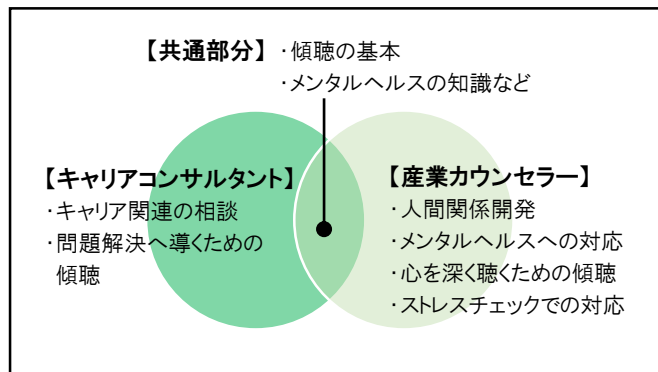 【共通部分】 ・傾聴の基本
・メンタルヘルスの知識など
【キャリアコンサルタント】
・キャリア関連の相談
・問題解決へ導くための
傾聴
【産業カウンセラー】
・人間関係開発
・メンタルヘルスへの対応
・心を深く聴くための傾聴
・ストレスチェックでの対応